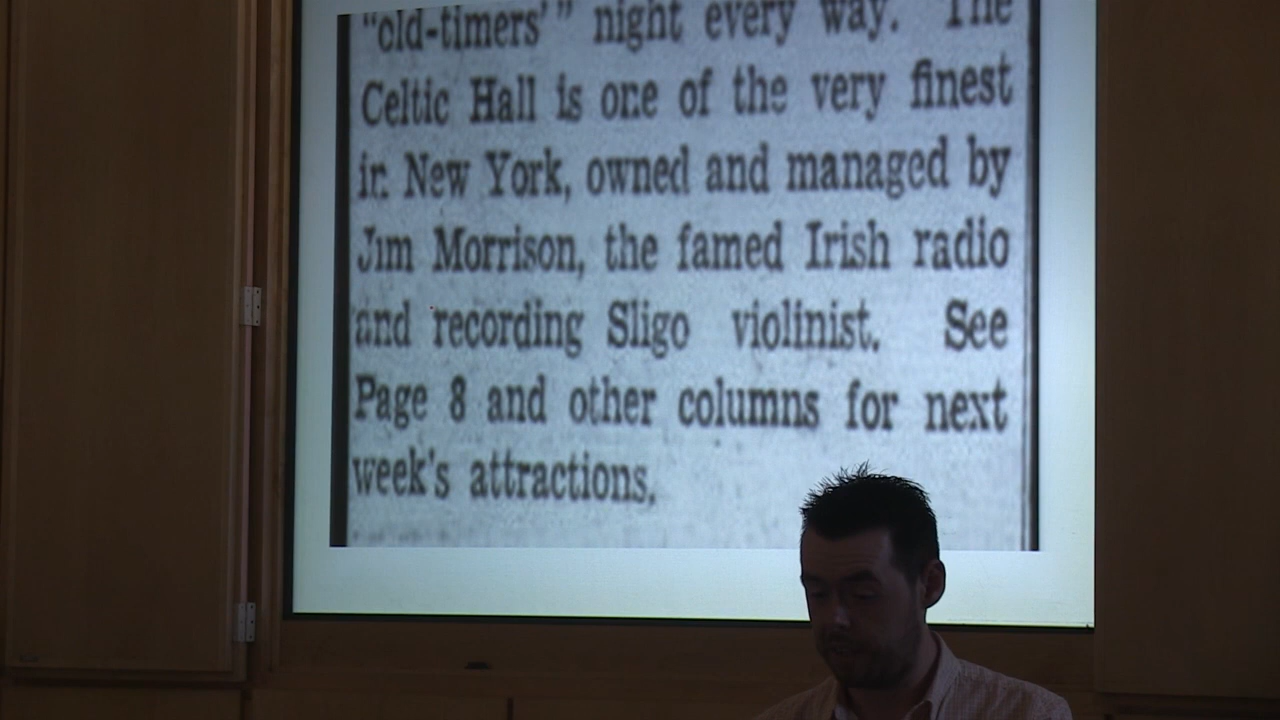 "old-timers'" night every way. The
Celtic Hall is one of the very finest
in New York, owned and managed by
Jim Morrison, the famed Irish radio
and recording Sligo violinist. See
Page 8 and other columns for next
week's attractions.